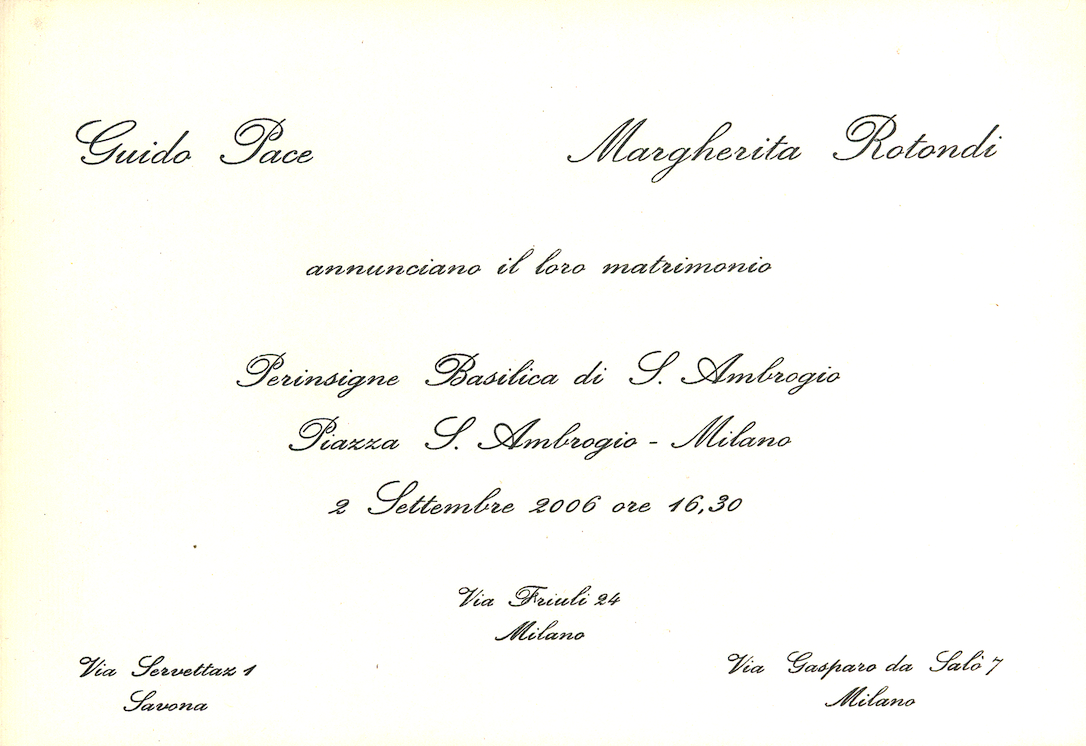 Guido Pace
Margherita Rotondi
annunciano il loro matrimonio
Perinsigne Basilica di S. Ambrogio
Piazza S. Ambrogio - Milano
2 Settembre 2006 ore 16,30
Via Friuli 24
Milano
Via Servettaz 1
Savona
Via Gasparo da Salò 7
Milano